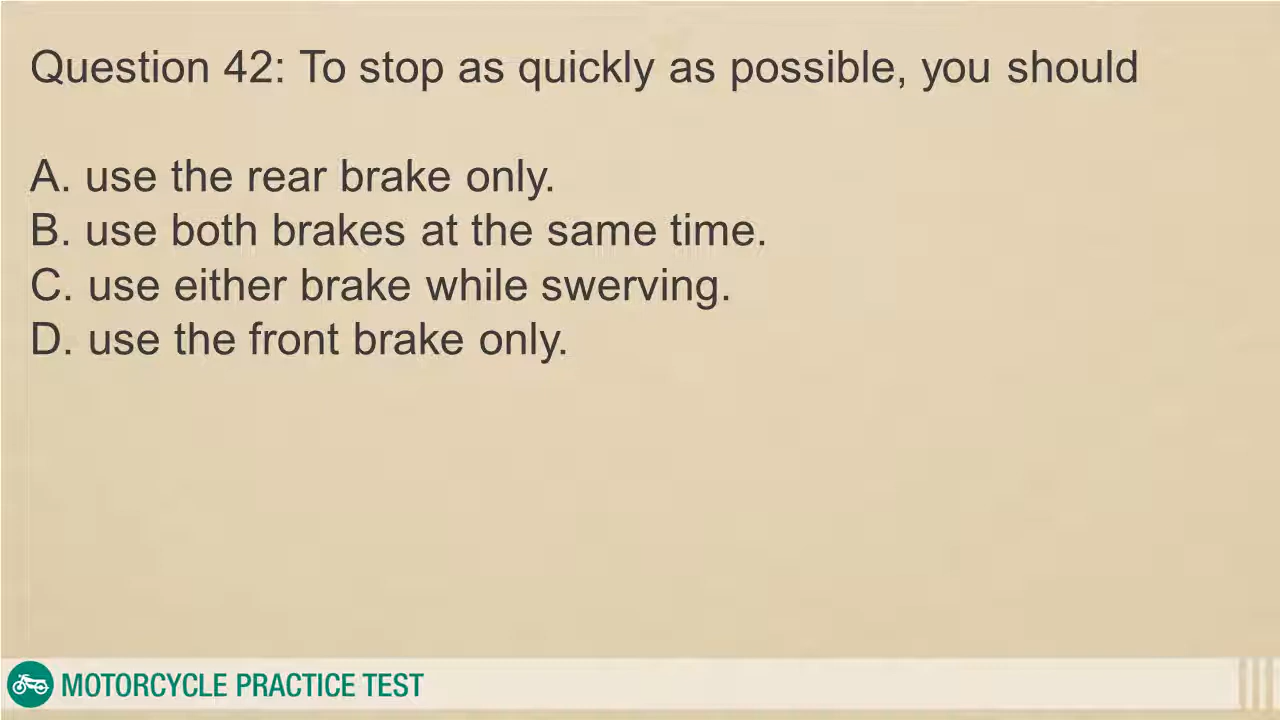 Question 42: To stop as quickly as possible, you should
A. use the rear brake only.
B. use both brakes at the same time.
C. use either brake while swerving.
D. use the front brake only.
MOTORCYCLE PRACTICE TEST